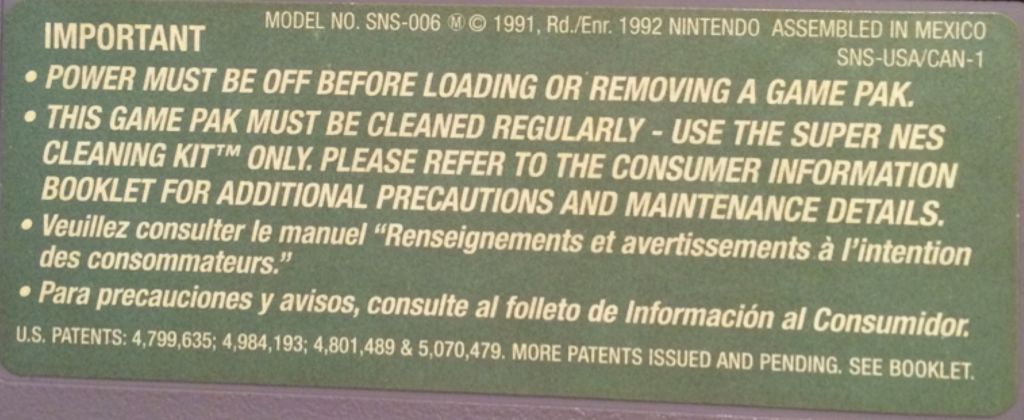 MODEL NO. SNS-006 Ⓜ © 1991, Rd./Enr. 1992 NINTENDO ASSEMBLED IN MEXICO
IMPORTANT
SNS-USA/CAN-1
• POWER MUST BE OFF BEFORE LOADING OR REMOVING A GAME PAK.
• THIS GAME PAK MUST BE CLEANED REGULARLY - USE THE SUPER NES
CLEANING KIT™ ONLY. PLEASE REFER TO THE CONSUMER INFORMATION
BOOKLET FOR ADDITIONAL PRECAUTIONS AND MAINTENANCE DETAILS.
• Veuillez consulter le manuel “Renseignements et avertissements à l’intention
des consommateurs.”
• Para precauciones y avisos, consulte al folleto de Información al Consumidor.
U.S. PATENTS: 4,799,635; 4,984,193; 4,801,489 & 5,070,479. MORE PATENTS ISSUED AND PENDING. SEE BOOKLET.